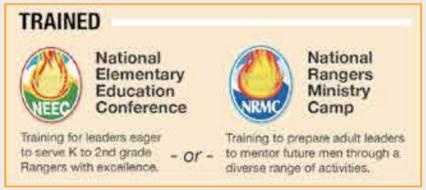 TRAINED
NEEC
National
Elementary
Education
Conference
Training for leaders eager
to serve K to 2nd grade
Rangers with excellence.
- or -
NRMC
National
Rangers
Ministry
Camp
Training to prepare adult leaders
to mentor future men through a
diverse range of activities.